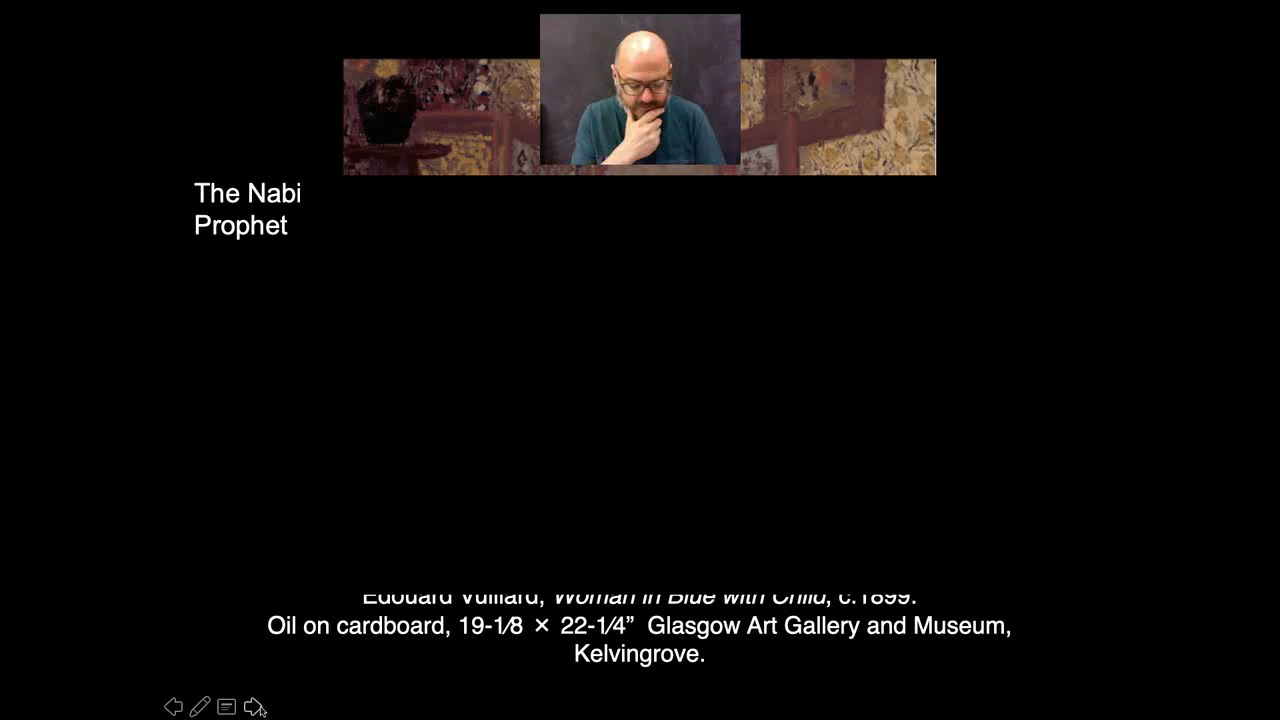 The Nabi
Prophet
Edouard Vuillard, Woman in Blue with Child, c.1899.
Oil on cardboard, 19-1/8 × 22-1/4” Glasgow Art Gallery and Museum,
Kelvingrove.